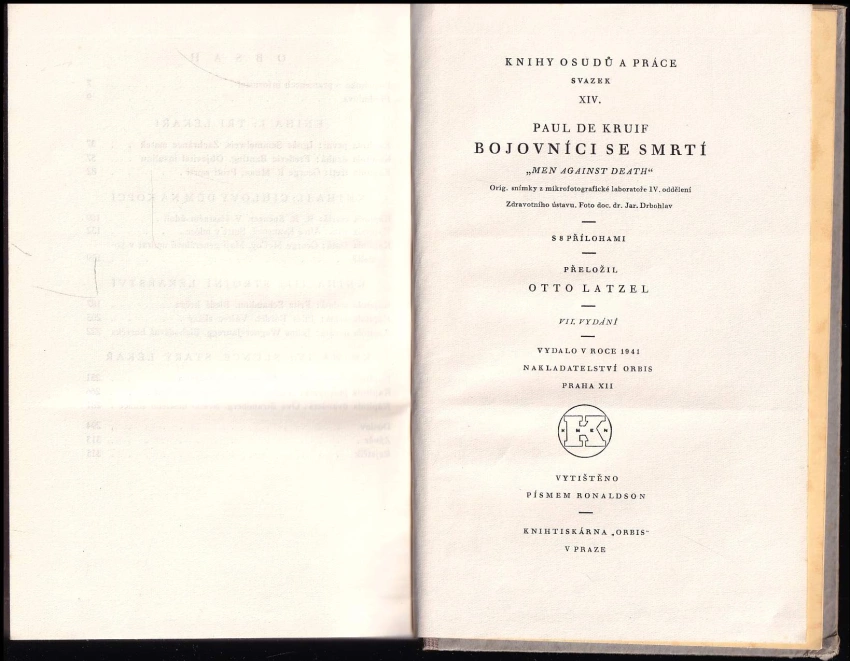 KNIHY OSUDŮ A PRÁCE
SVAZEK
XIV.
PAUL DE KRUIF
BOJOVNÍCI SE SMRTÍ
„MEN AGAINST DEATH“
Orig. snímky z mikrofotografické laboratoře IV. oddělení
Zdravotního ústavu. Foto doc. dr. Jar. Drbohlav
S 8 PŘÍLOHAMI
PŘELOŽIL
OTTO LATZEL
VII. VYDÁNÍ
VYDALO V ROCE 1941
NAKLADATELSTVÍ ORBIS
PRAHA XII
K
VYTIŠTĚNO
PÍSMEM RONALDSON
KNIHTISKÁRNA „ORBIS“
V PRAZE